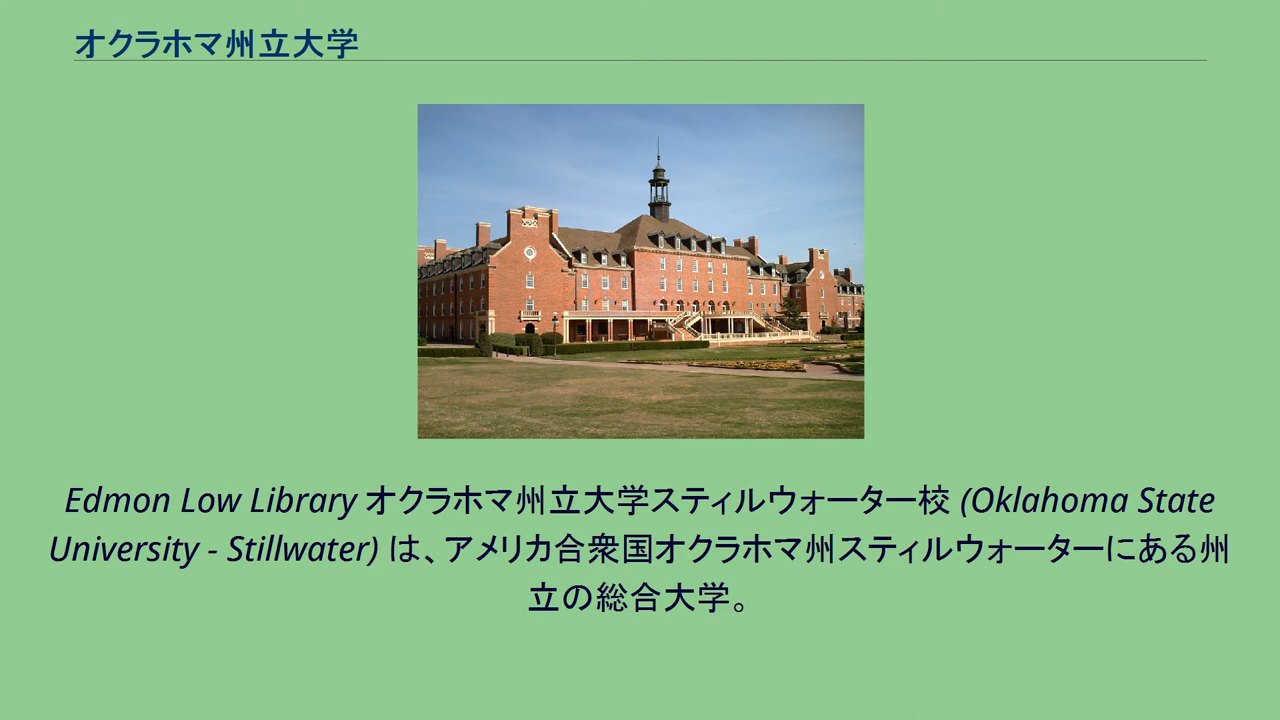 オクラホマ州立大学
Edmon Low Library オクラホマ州立大学スティルウォーター校 (Oklahoma State
University - Stillwater) は、アメリカ合衆国オクラホマ州スティルウォーターにある州
立の総合大学。